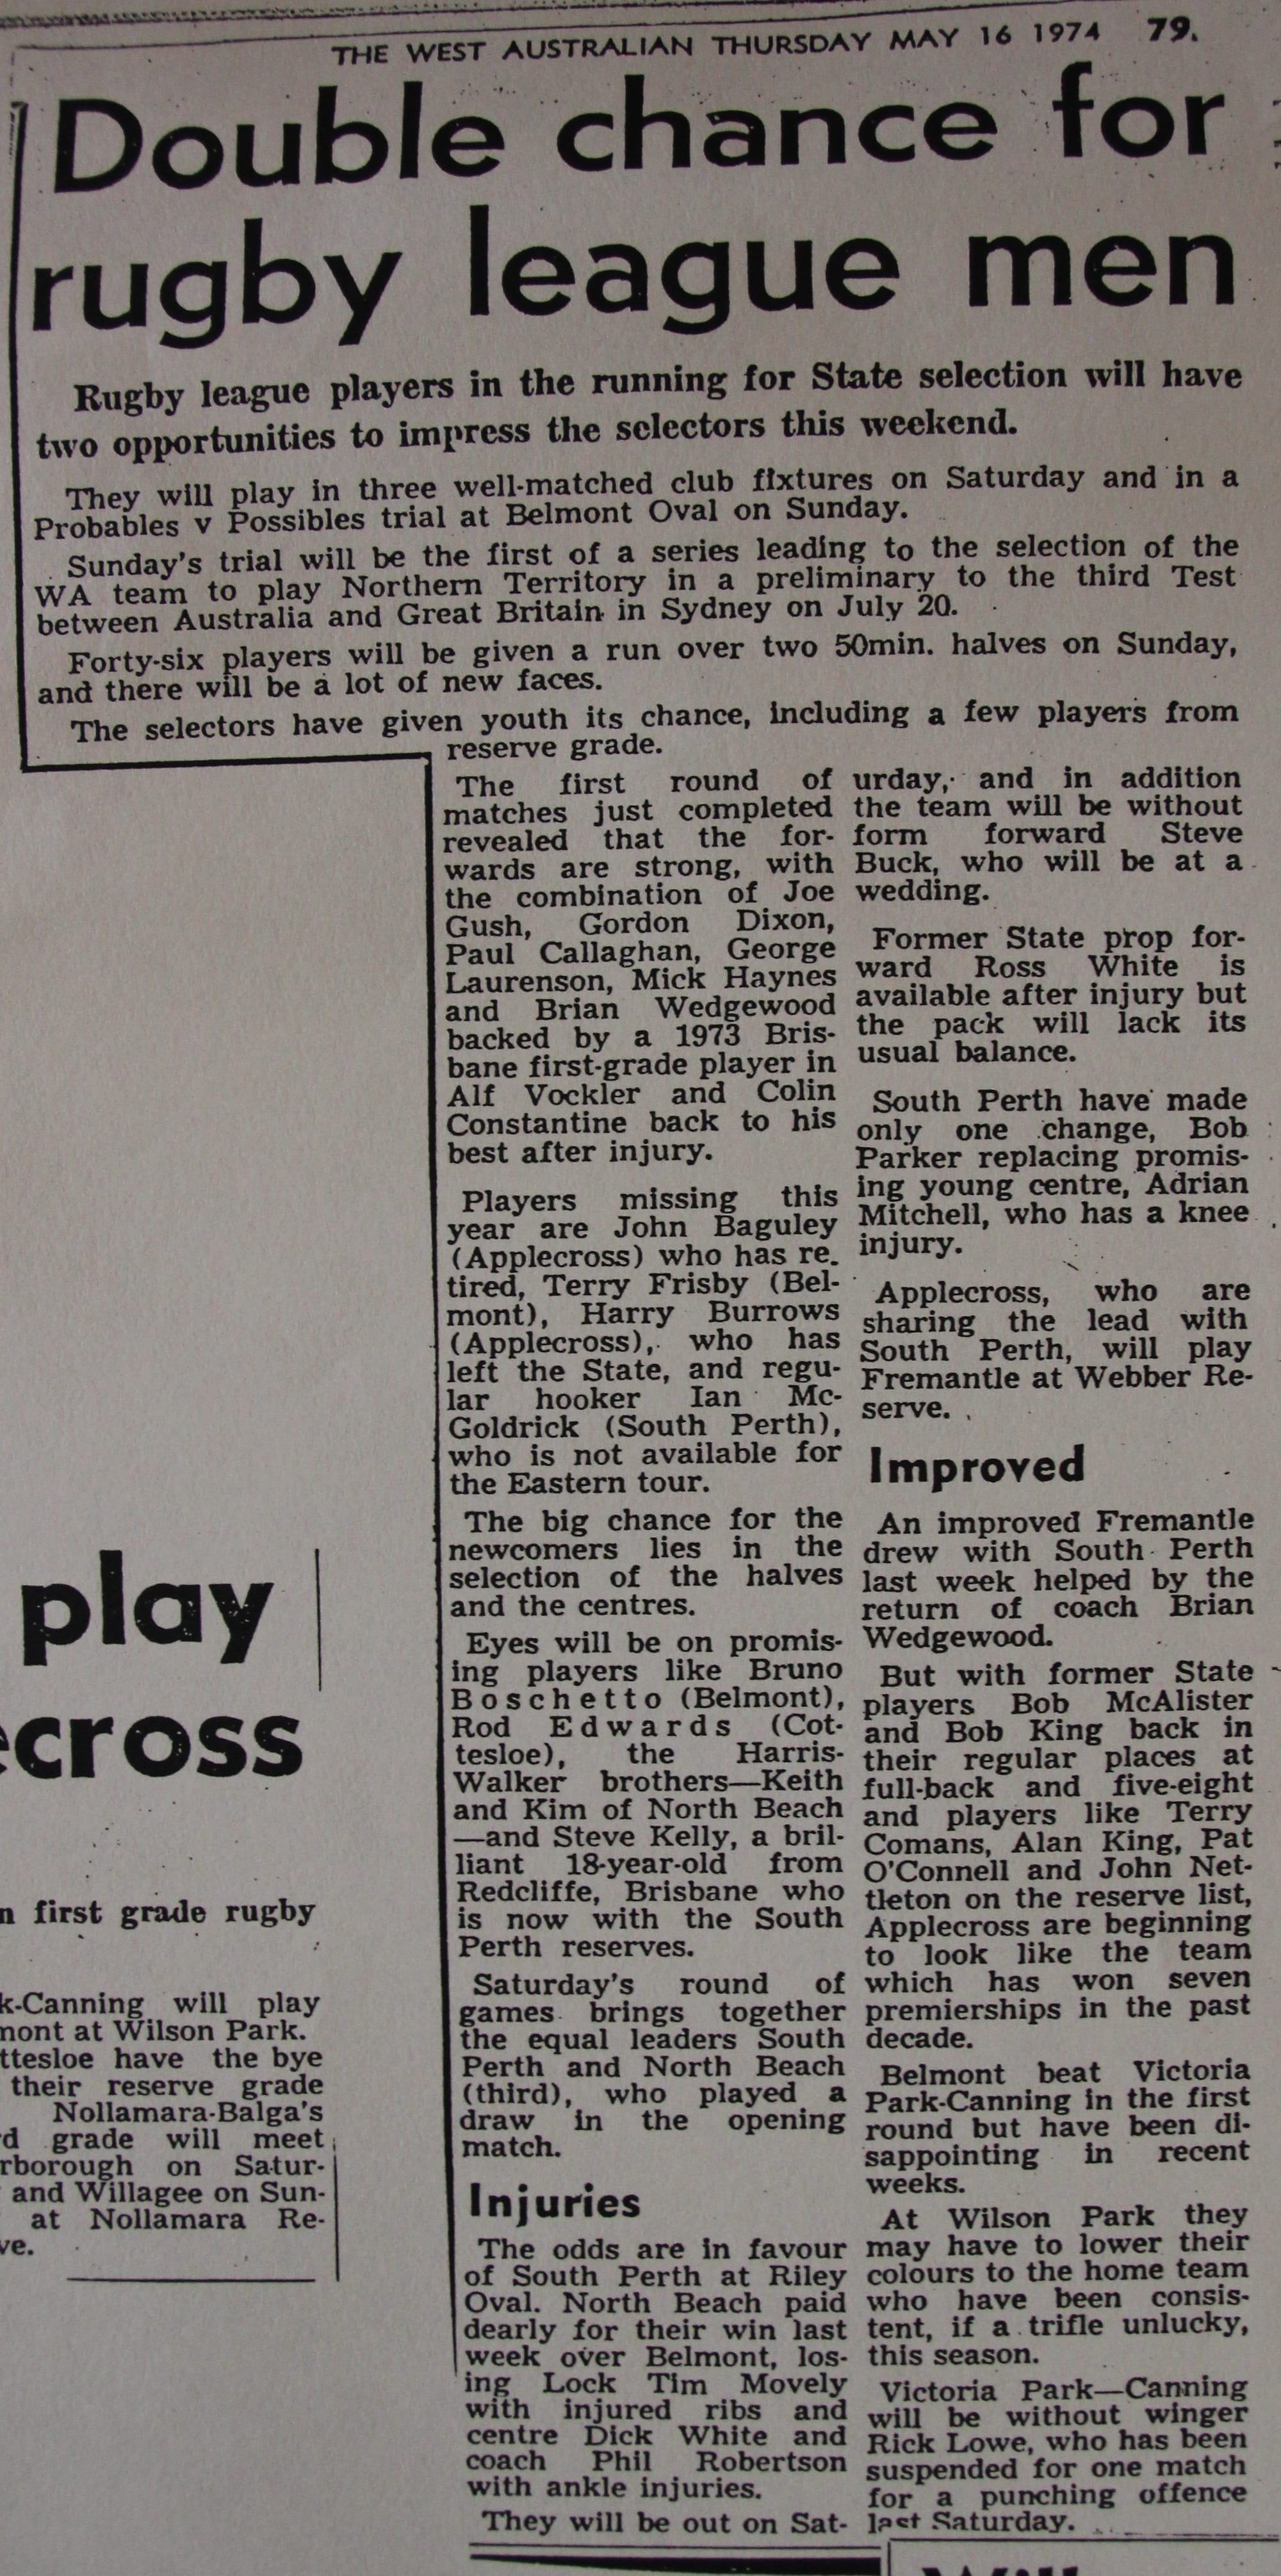 THE WEST AUSTRALIAN THURSDAY MAY 16 1974 79.
Double chance for
rugby league men
Rugby league players in the running for State selection will have
two opportunities to impress the selectors this weekend.
They will play in three well-matched club fixtures on Saturday and in a
Probables v Possibles trial at Belmont Oval on Sunday.
Sunday's trial will be the first of a series leading to the selection of the
WA team to play Northern Territory in a preliminary to the third Test
between Australia and Great Britain in Sydney on July 20.
Forty-six players will be given a run over two 50min. halves on Sunday,
and there will be a lot of new faces.
The selectors have given youth its chance, including a few players from
reserve grade.
The first round of
matches just completed
revealed that the for-
wards are strong, with
the combination of Joe
Gush, Gordon Dixon,
Paul Callaghan, George
Laurenson, Mick Haynes
and Brian Wedgewood
backed by a 1973 Bris-
bane first-grade player in
Alf Vockler and Colin
Constantine back to his
best after injury.
Players missing this
year are John Baguley
(Applecross) who has re-
tired, Terry Frisby (Bel-
mont), Harry Burrows
(Applecross), who has
left the State, and regu-
lar hooker Ian Mc-
Goldrick (South Perth),
who is not available for
the Eastern tour.
The big chance for the
newcomers lies in the
selection of the halves
and the centres.
Eyes will be on promis-
ing players like Bruno
Boschetto (Belmont),
Rod Edwards (Cot-
tesloe), the Harris-
Walker brothers—Keith
and Kim of North Beach
—and Steve Kelly, a bril-
liant 18-year-old from
Redcliffe, Brisbane who
is now with the South
Perth reserves.
Saturday's round of
games brings together
the equal leaders South
Perth and North Beach
(third), who played a
draw in the opening
match.
Injuries
The odds are in favour
of South Perth at Riley
Oval. North Beach paid
dearly for their win last
week over Belmont, los-
ing Lock Tim Movely
with injured ribs and
centre Dick White and
coach Phil Robertson
with ankle injuries.
They will be out on Sat-
urday, and in addition
the team will be without
form forward Steve
Buck, who will be at a
wedding.
Former State prop for-
ward Ross White is
available after injury but
the pack will lack its
usual balance.
South Perth have made
only one change, Bob
Parker replacing promis-
ing young centre, Adrian
Mitchell, who has a knee
injury.
Applecross, who are
sharing the lead with
South Perth, will play
Fremantle at Webber Re-
serve.
Improved
An improved Fremantle
drew with South Perth
last week helped by the
return of coach Brian
Wedgewood.
But with former State
players Bob McAlister
and Bob King back in
their regular places at
full-back and five-eight
and players like Terry
Comans, Alan King, Pat
O'Connell and John Net-
tleton on the reserve list,
Applecross are beginning
to look like the team
which has won seven
premierships in the past
decade.
Belmont beat Victoria
Park-Canning in the first
round but have been di-
sappointing in recent
weeks.
At Wilson Park they
may have to lower their
colours to the home team
who have been consis-
tent, if a trifle unlucky,
this season.
Victoria Park—Canning
will be without winger
Rick Lowe, who has been
suspended for one match
for a punching offence
last Saturday.
play
ecross
n first grade rugby
k-Canning will play
mont at Wilson Park.
ttesloe have the bye
their reserve grade
Nollamara-Balga's
d grade will meet
rborough on Satur-
and Willagee on Sun-
at Nollamara Re-
ve.